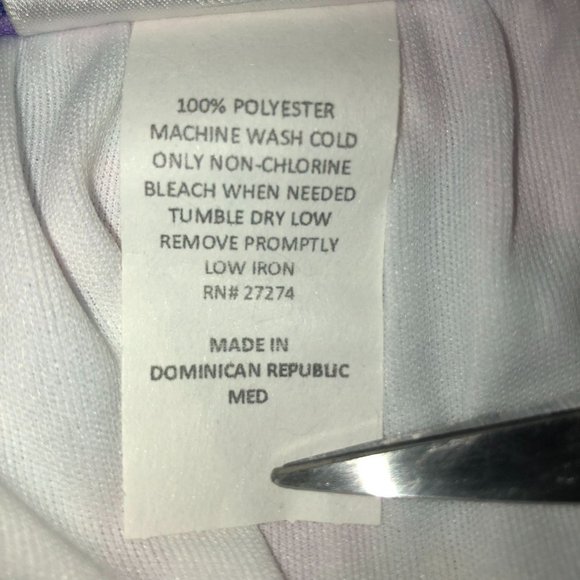 100% POLYESTER
MACHINE WASH COLD
ONLY NON-CHLORINE
BLEACH WHEN NEEDED
TUMBLE DRY LOW
REMOVE PROMPTLY
LOW IRON
RN# 27274
MADE IN
DOMINICAN REPUBLIC
MED